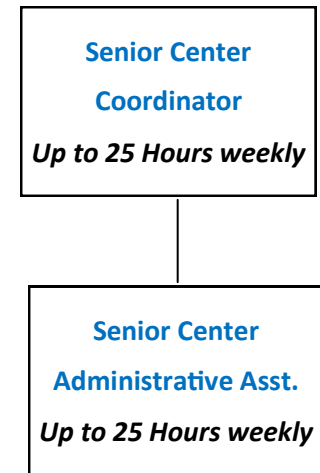 Senior Center
Coordinator
Up to 25 Hours weekly
Senior Center
Administrative Asst.
Up to 25 Hours weekly